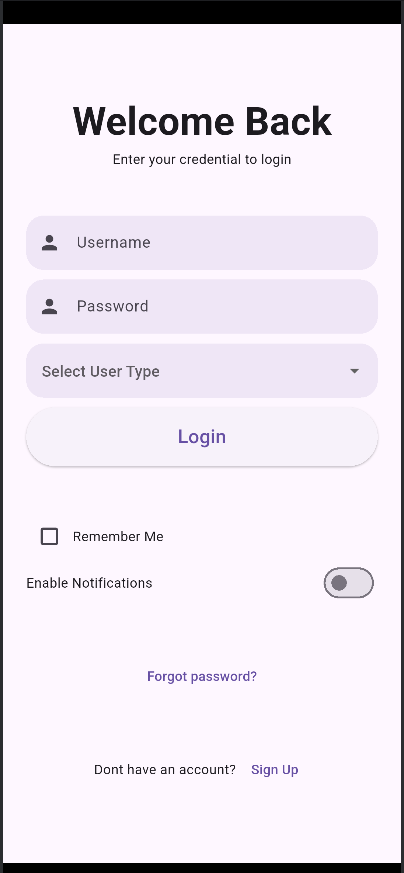 Welcome Back
Enter your credential to login
Username
Password
Select User Type
Login
Remember Me
Enable Notifications
Forgot password?
Dont have an account? Sign Up